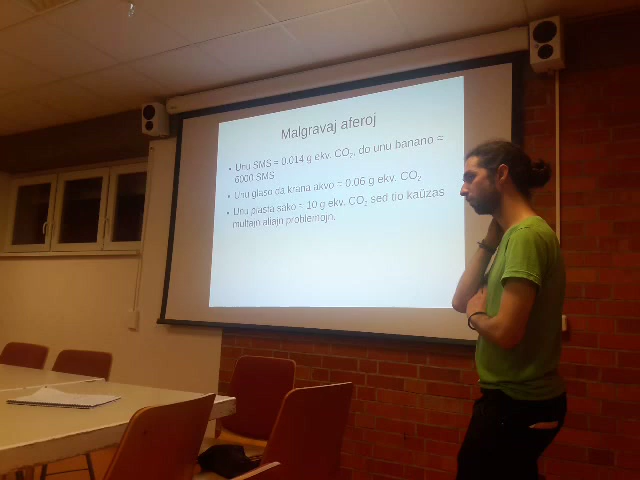 Malgravaj aferoj
• Unu SMS = 0.014 g ekv. CO₂, do unu banano =
6000 SMS
• Unu glaso da krana akvo = 0.06 g ekv. CO₂
• Unu plasta sako = 10 g ekv. CO₂ sed tio kaŭzas
multajn aliajn problemojn.